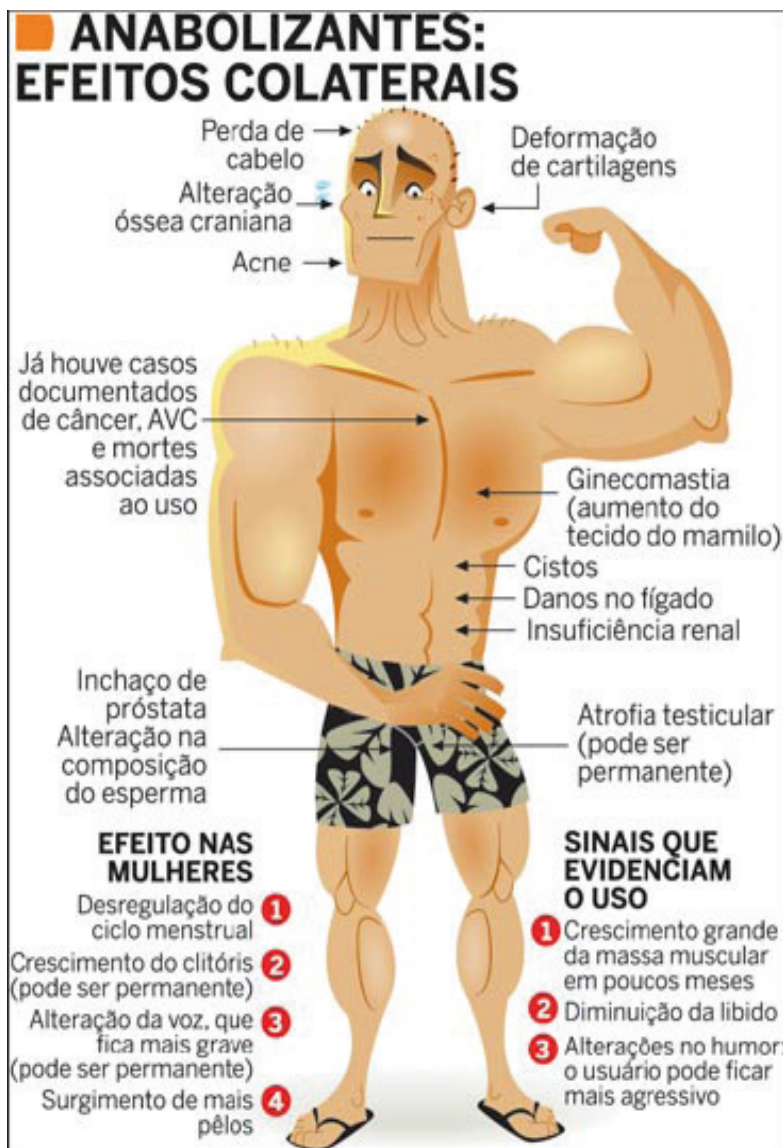 ANABOLIZANTES:
EFEITOS COLATERAIS
Perda de
cabelo
Alteração
óssea craniana
Acne
Deformação
de cartilagens
Já houve casos
documentados
de câncer, AVC
e mortes
associadas
ao uso
Ginecomastia
(aumento do
tecido do mamilo)
Cistos
Danos no fígado
Insuficiência renal
Inchaço de
próstata
Alteração na
composição
do esperma
Atrofia testicular
(pode ser
permanente)
EFEITO NAS
MULHERES
1 Desregulação do
ciclo menstrual
2 Crescimento do clitóris
(pode ser permanente)
3 Alteração da voz, que
fica mais grave
(pode ser permanente)
4 Surgimento de mais
pêlos
SINAIS QUE
EVIDENCIAM
O USO
1 Crescimento grande
da massa muscular
em poucos meses
2 Diminuição da libido
3 Alterações no humor:
o usuário pode ficar
mais agressivo